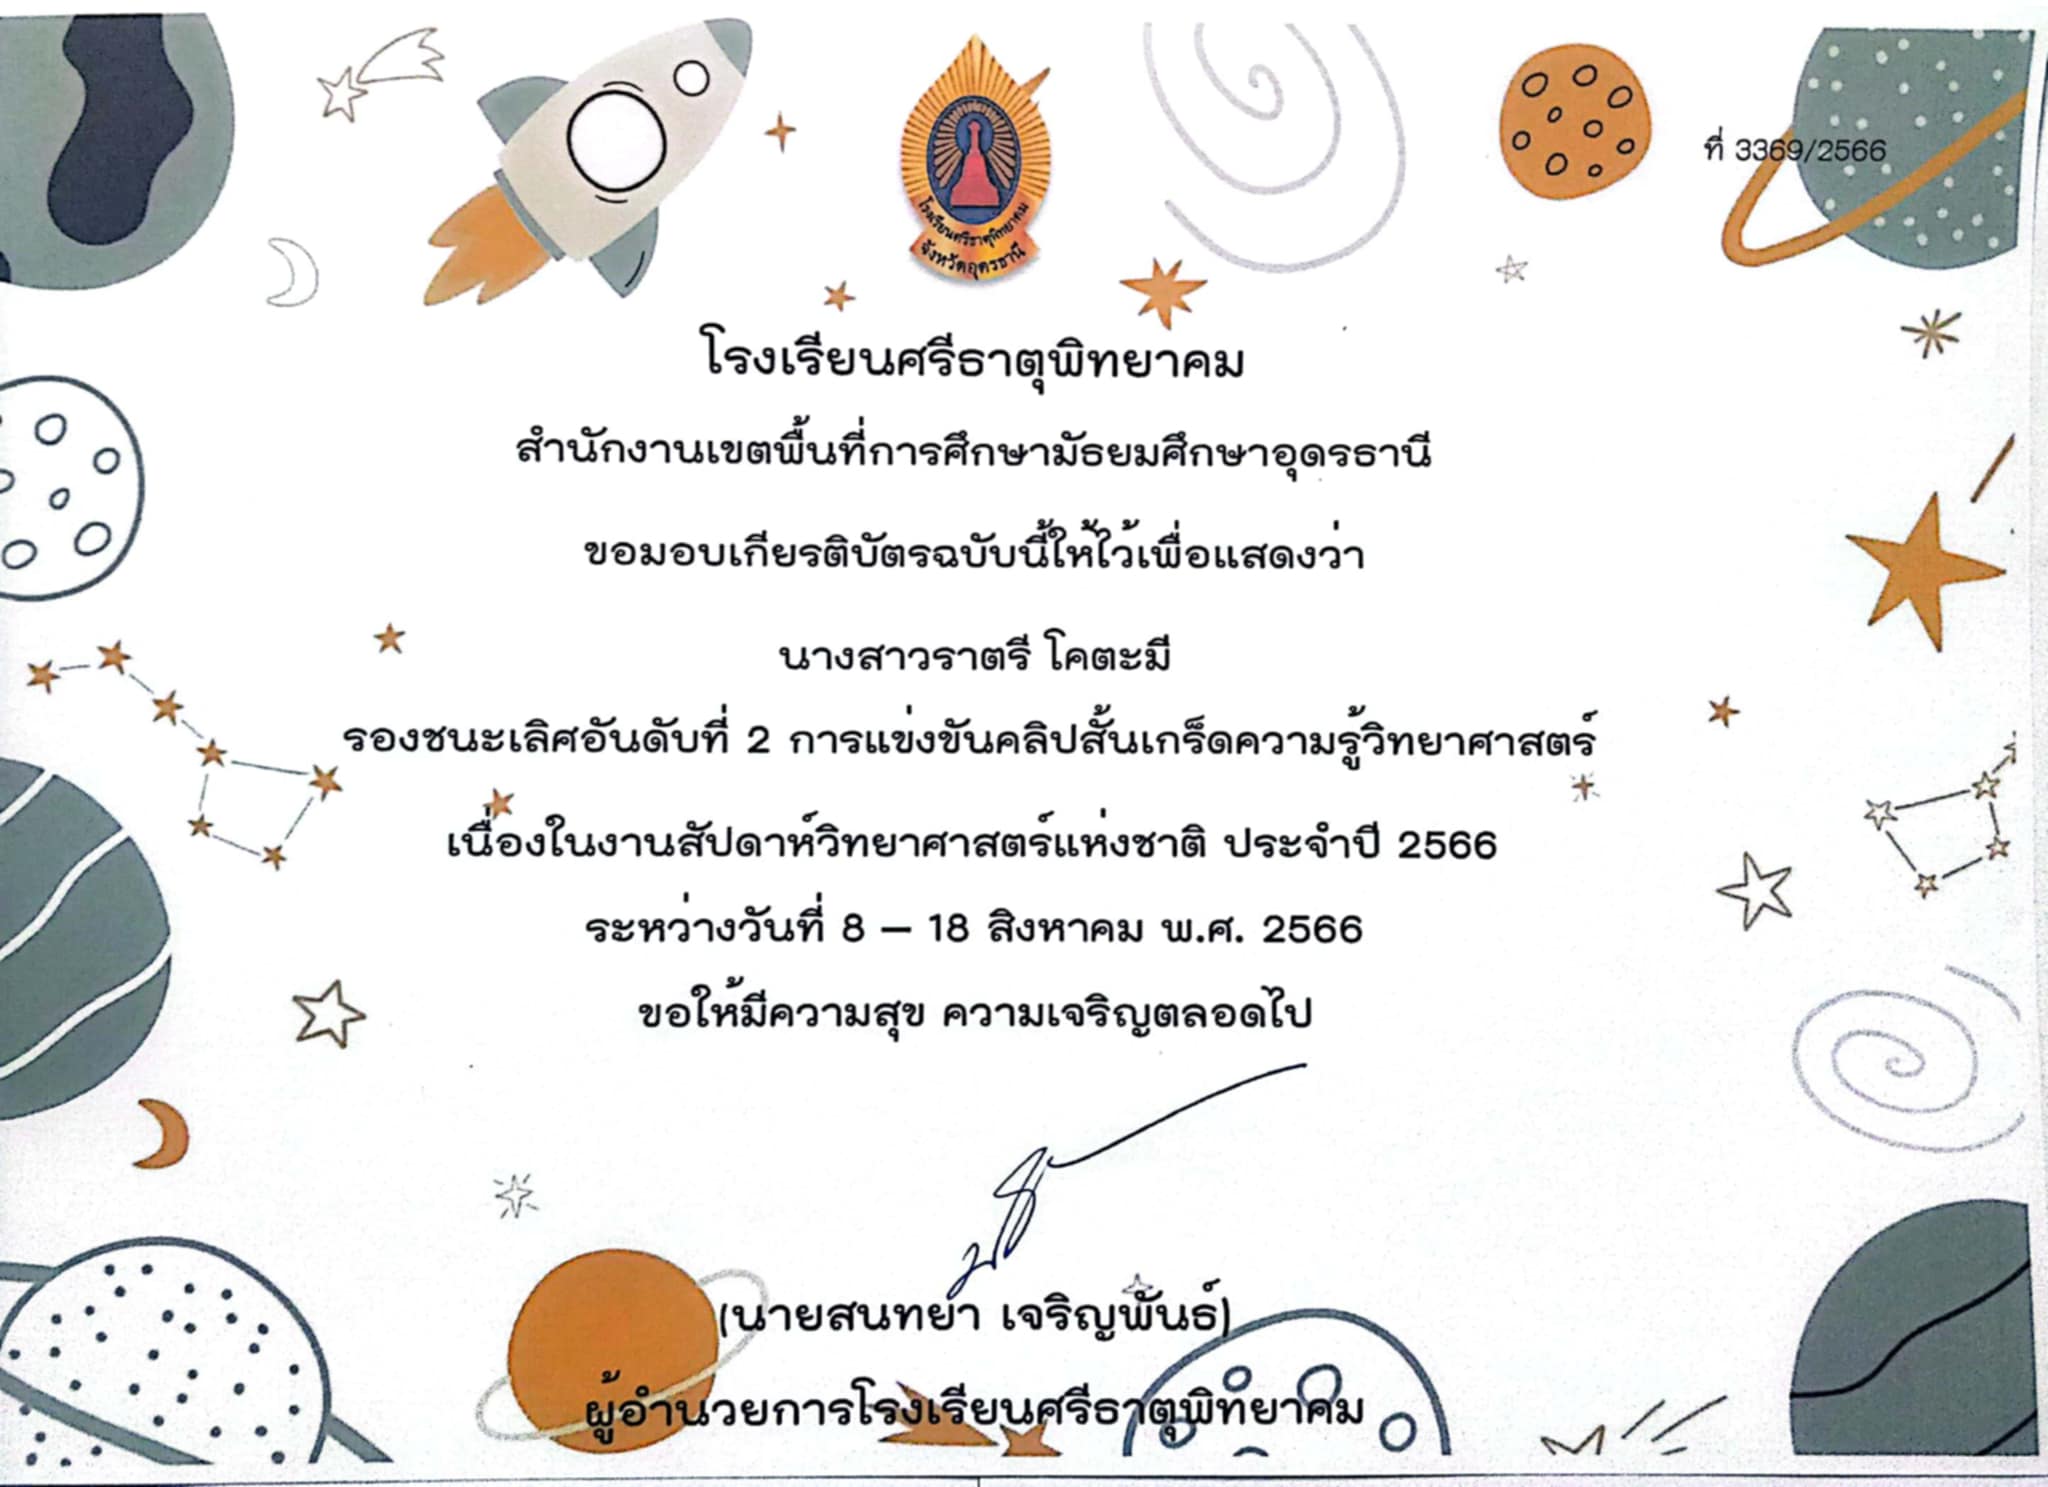 โรงเรียนศรีธาตุพิทยาคม
จังหวัดอุดรธานี
ที่ 3369/2566
โรงเรียนศรีธาตุพิทยาคม
สำนักงานเขตพื้นที่การศึกษามัธยมศึกษาอุดรธานี
ขอมอบเกียรติบัตรฉบับนี้ให้ไว้เพื่อแสดงว่า
นางสาวราตรี โคตะมี
รองชนะเลิศอันดับที่ 2 การแข่งขันคลิปสั้นเกร็ดความรู้วิทยาศาสตร์
เนื่องในงานสัปดาห์วิทยาศาสตร์แห่งชาติ ประจำปี 2566
ระหว่างวันที่ 8 – 18 สิงหาคม พ.ศ. 2566
ขอให้มีความสุข ความเจริญตลอดไป
(นายสนทยา เจริญพันธ์)
ผู้อำนวยการโรงเรียนศรีธาตุพิทยาคม